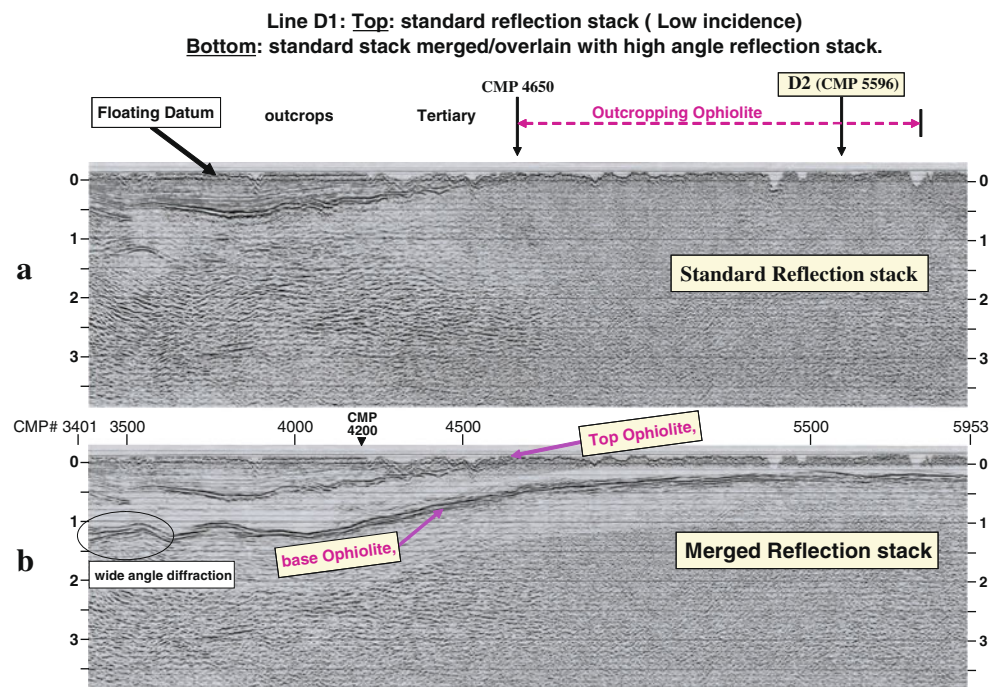 Line D1: Top: standard reflection stack ( Low incidence)
Bottom: standard stack merged/overlain with high angle reflection stack.
CMP 4650
D2 (CMP 5596)
Floating Datum
outcrops
Tertiary
Outcropping Ophiolite
0
0
1
1
a
Standard Reflection stack
2
2
3
3
CMP# 3401
3500
4000
CMP
4200
4500
5500
5953
Top Ophiolite,
0
0
1
1
base Ophiolite,
Merged Reflection stack
b
wide angle diffraction
2
2
3
3